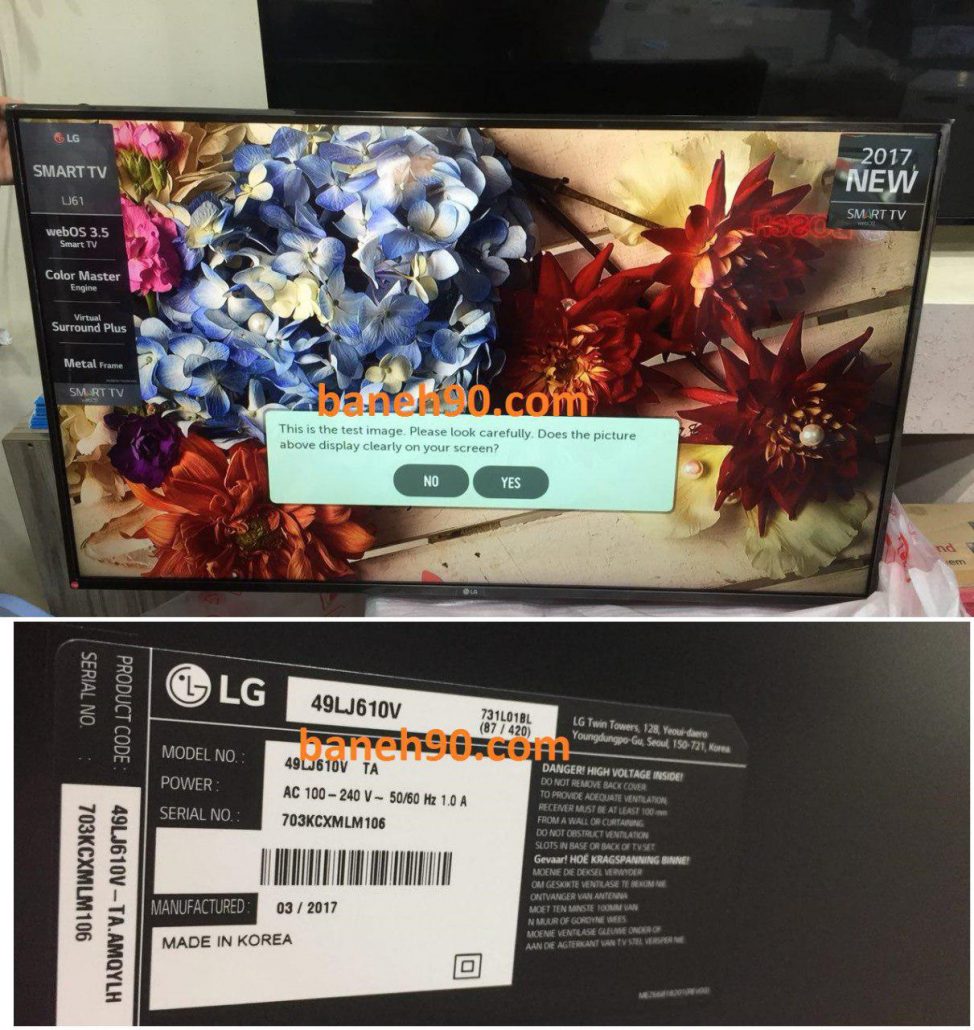 LG
SMART TV
LJ61
webOS 3.5
Smart TV
Color Master
Engine
Virtual
Surround Plus
Metal Frame
SMART TV
2017
NEW
SMART TV
baneh90.com
This is the test image. Please look carefully. Does the picture
above display clearly on your screen?
NO YES
LG
PRODUCT CODE :
SERIAL NO. :
49LJ610V-TA.AMQYLH
703KCXMLM106
LG
49LJ610V
731L01BL
(87 / 420)
LG Twin Towers, 128, Yeoui-daero
Youngdungpo-Gu, Seoul, 150-721, Korea
baneh90.com
MODEL NO. : 49LJ610V TA
POWER : AC 100-240 V~ 50/60 Hz 1.0 A
SERIAL NO. : 703KCXMLM106
MANUFACTURED : 03 / 2017
MADE IN KOREA
DANGER! HIGH VOLTAGE INSIDE!
DO NOT REMOVE BACK COVER.
TO PROVIDE ADEQUATE VENTILATION,
RECEIVER MUST BE AT LEAST 100 mm
FROM A WALL OR CURTAINING.
DO NOT OBSTRUCT VENTILATION
SLOTS IN BASE OR BACK OF TV SET.
Gevaar! HOË KRAGSPANNING BINNE!
MOENIE DIE DEKSEL VERWYDER
OM GESKIKTE VENTILASIE TE BEKOM NIE.
ONTVANGER VAN ANTENNA
MOET TEN MINSTE 100MM VAN
N MUUR OF GORDYNE WEES.
MOENIE VENTILASIE GLEUWE ONDER OF
AAN DIE AGTERKANT VAN TV STEL VERSPER NIE.